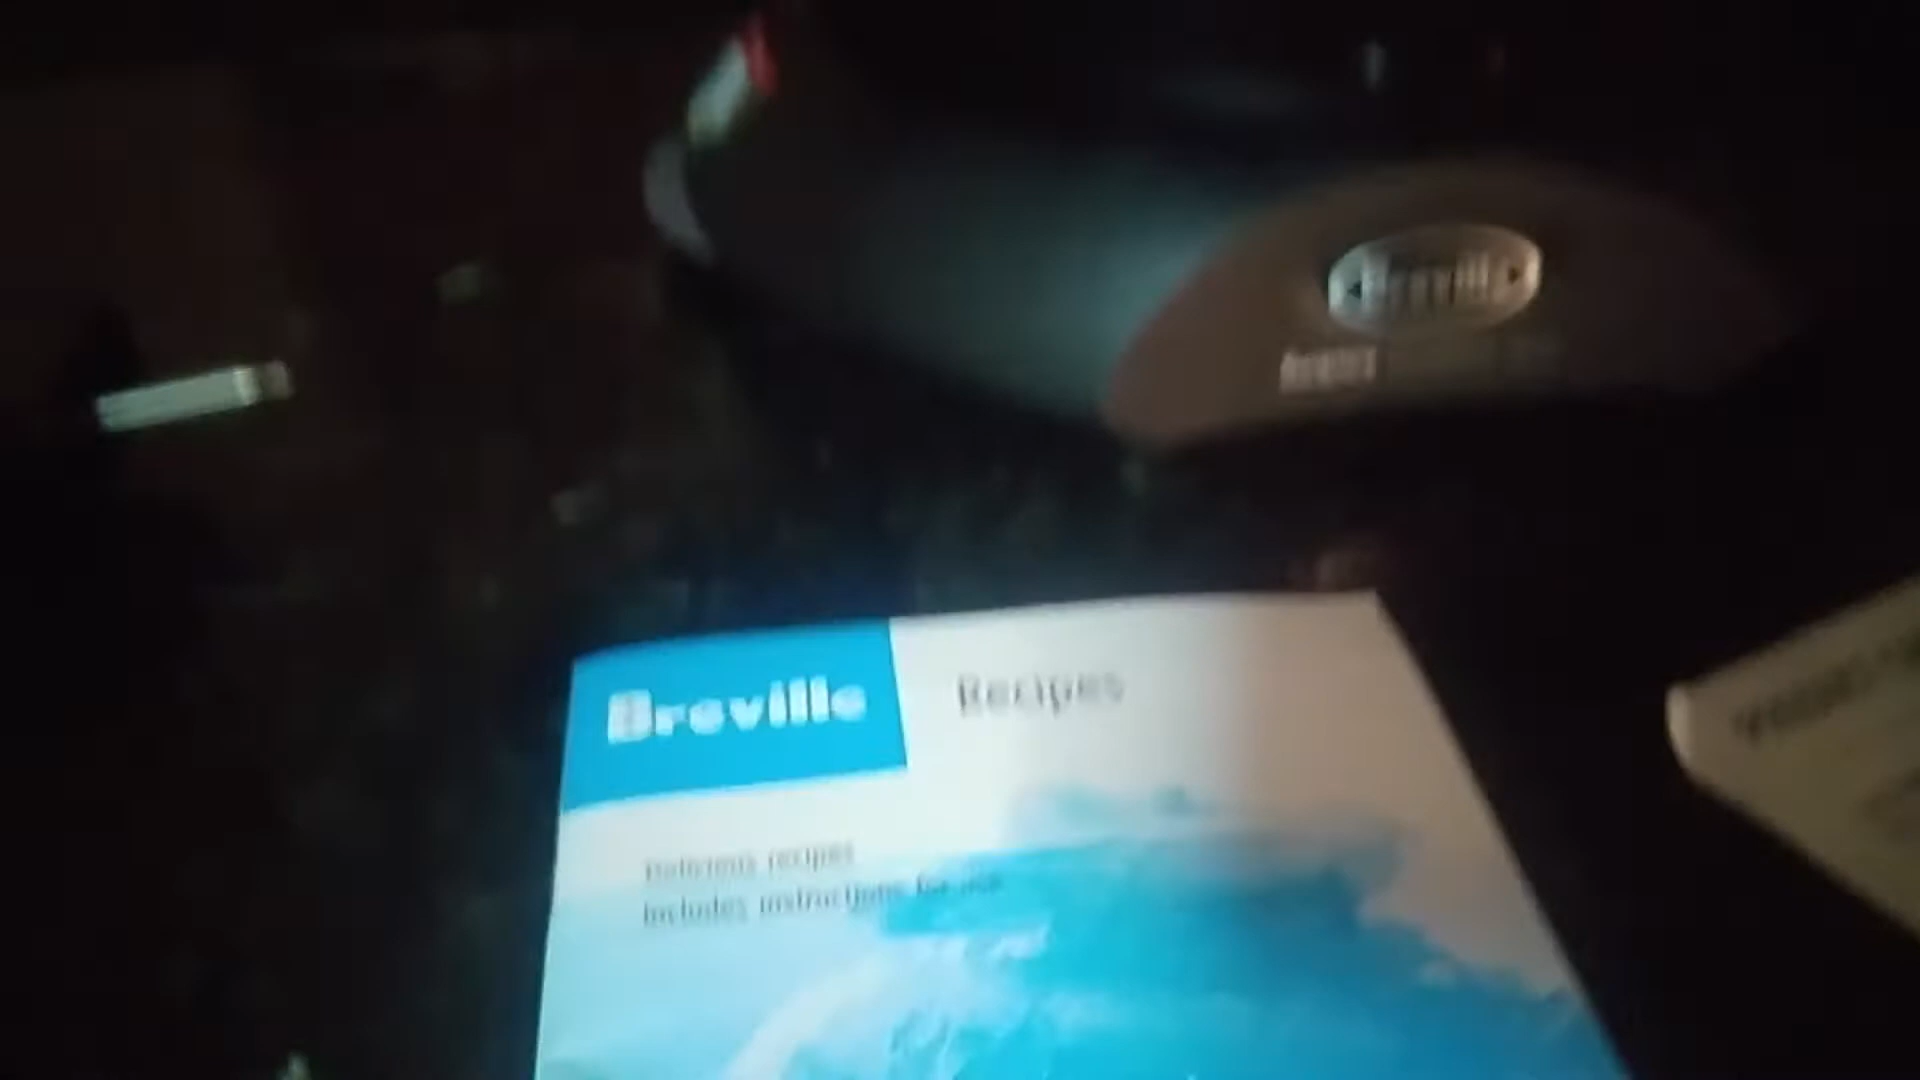 Breville
Breville
Recipes
Delicious recipes
Includes instructions for use